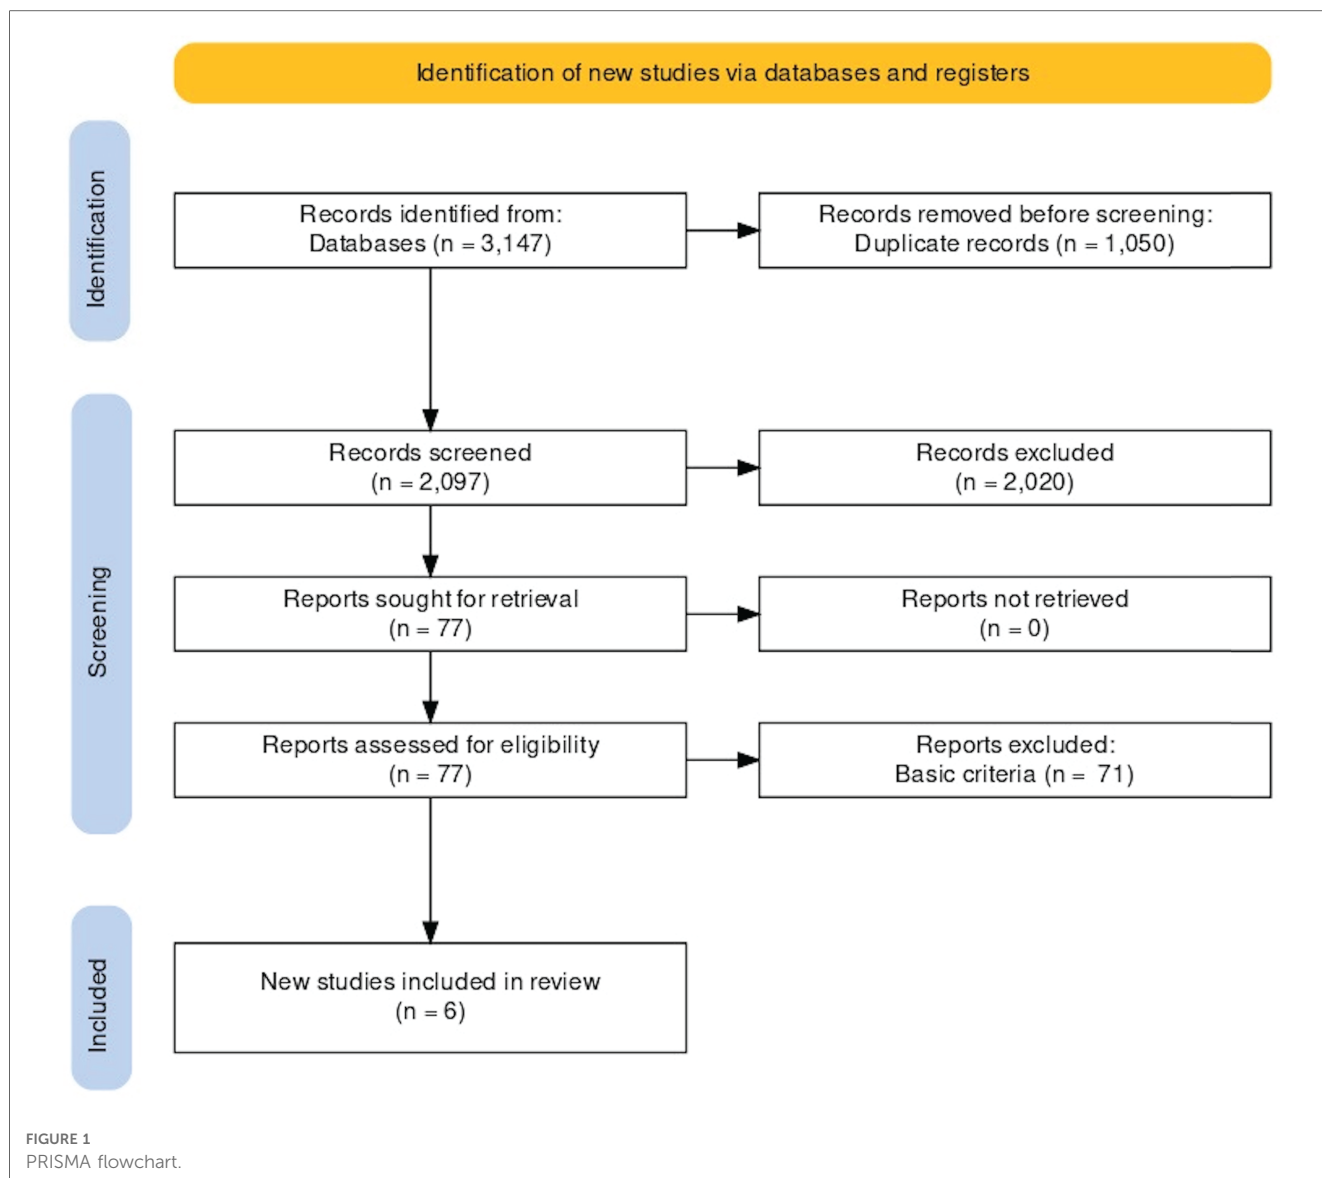 Identification of new studies via databases and registers
Identification
Records identified from:
Databases (n = 3,147)
Records removed before screening:
Duplicate records (n = 1,050)
Screening
Records screened
(n = 2,097)
Records excluded
(n = 2,020)
Reports sought for retrieval
(n = 77)
Reports not retrieved
(n = 0)
Reports assessed for eligibility
(n = 77)
Reports excluded:
Basic criteria (n = 71)
Included
New studies included in review
(n = 6)
FIGURE 1
PRISMA flowchart.